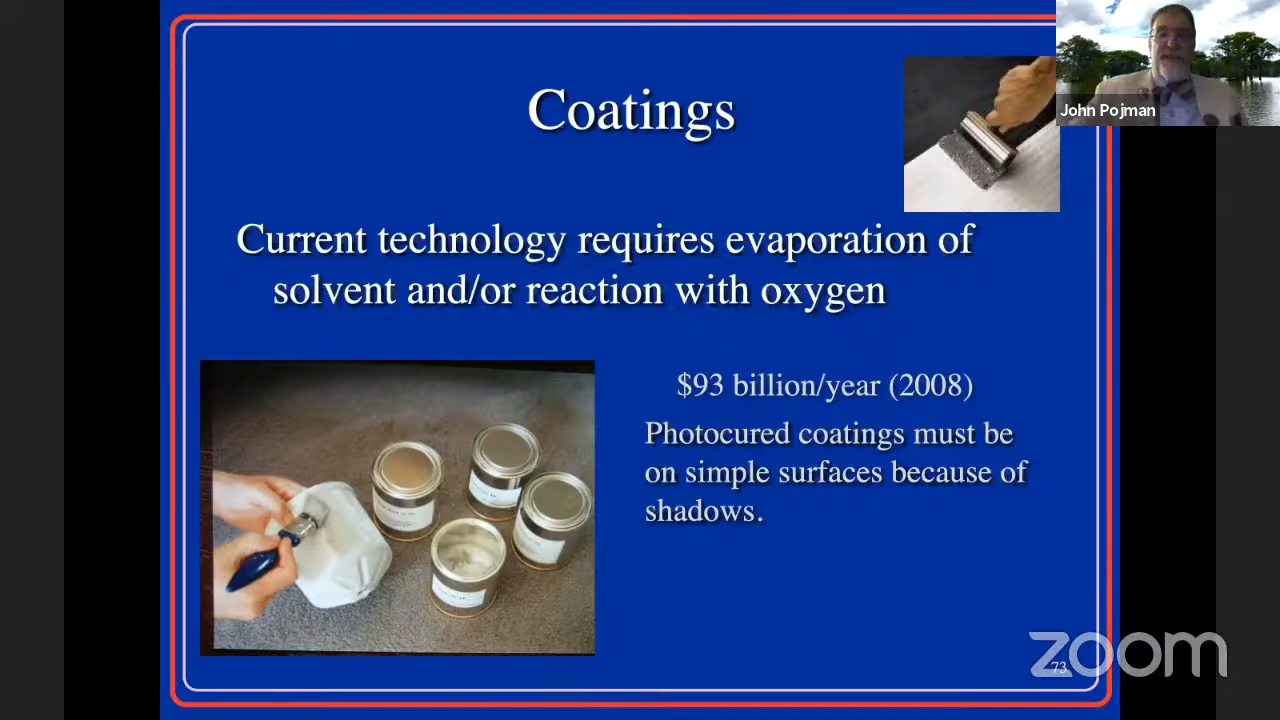 Coatings
John Pojman
Current technology requires evaporation of
solvent and/or reaction with oxygen
$93 billion/year (2008)
Photocured coatings must be
on simple surfaces because of
shadows.
zoom
73